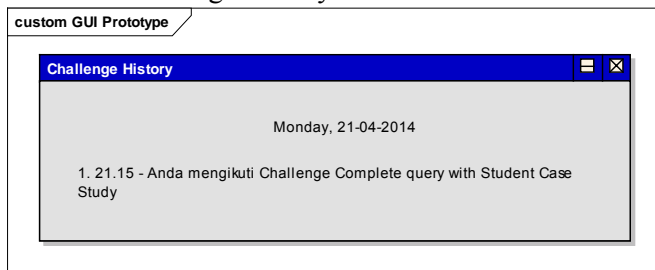 custom GUI Prototype
Challenge History
Monday, 21-04-2014
1. 21.15 - Anda mengikuti Challenge Complete query with Student Case
Study